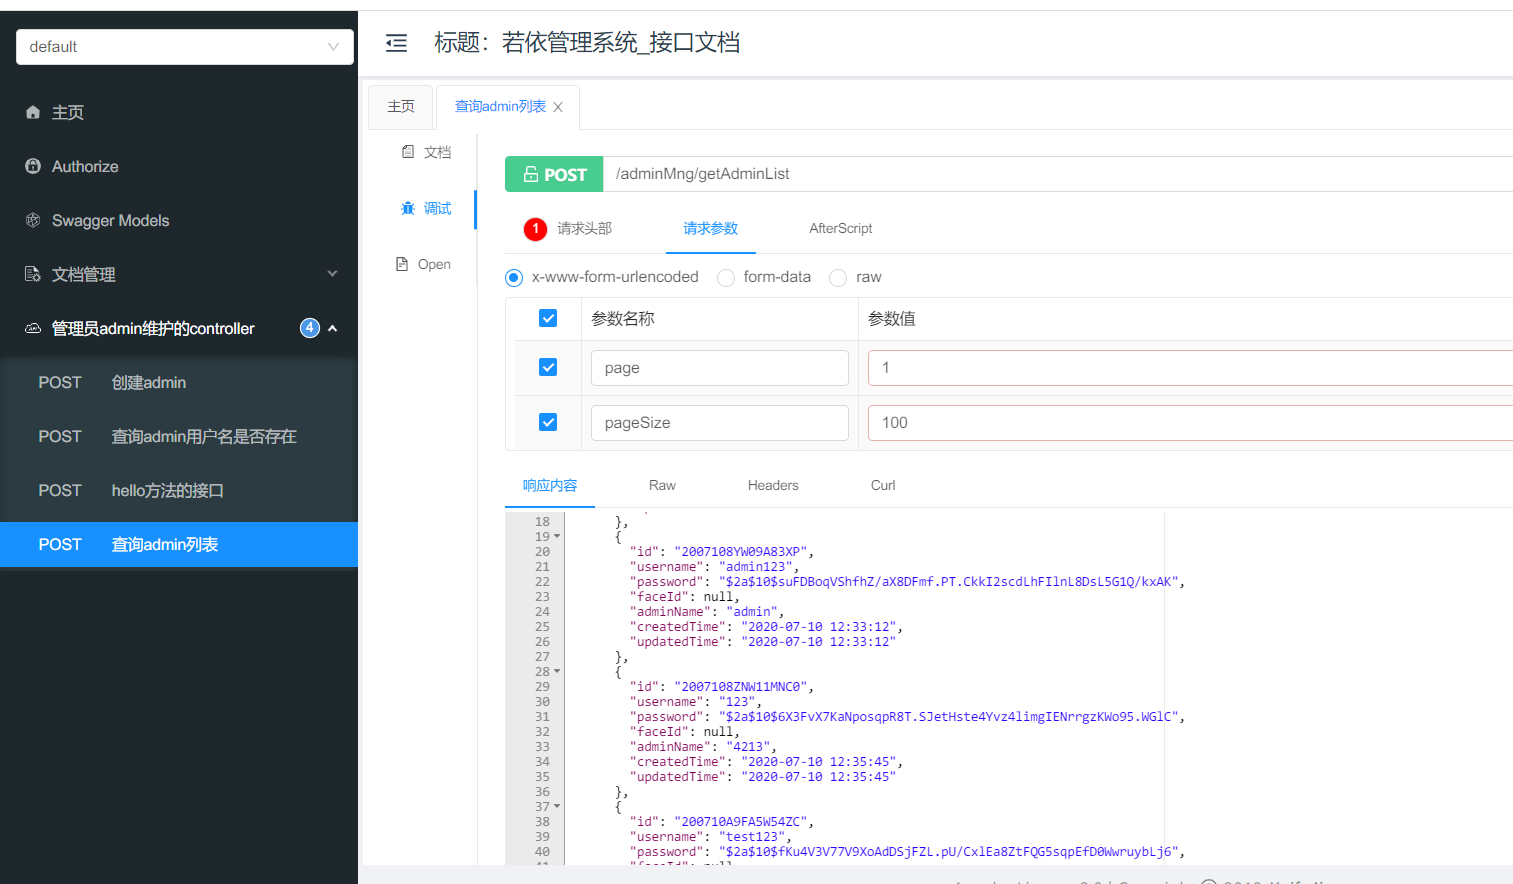 default
主页
Authorize
Swagger Models
文档管理
管理员admin维护的controller 4
POST 创建admin
POST 查询admin用户名是否存在
POST hello方法的接口
POST 查询admin列表
标题：若依管理系统_接口文档
主页 查询admin列表 X
文档
调试
Open
POST /adminMng/getAdminList
1 请求头部 请求参数 AfterScript
x-www-form-urlencoded form-data raw
参数名称 参数值
page 1
pageSize 100
响应内容 Raw Headers Curl
18 },
19 {
20 "id": "2007108YW09A83XP",
21 "username": "admin123",
22 "password": "$2a$10$suFDBoqVShfhZ/aX8DFmf.PT.CkkI2scdLhFIlnL8DsL5G1Q/kxAK",
23 "faceId": null,
24 "adminName": "admin",
25 "createdTime": "2020-07-10 12:33:12",
26 "updatedTime": "2020-07-10 12:33:12"
27 },
28 {
29 "id": "2007108ZNW11MNC0",
30 "username": "123",
31 "password": "$2a$10$6X3FvX7KaNposqpR8T.SJetHste4Yvz4limgIENrrgzKWo95.WGlC",
32 "faceId": null,
33 "adminName": "4213",
34 "createdTime": "2020-07-10 12:35:45",
35 "updatedTime": "2020-07-10 12:35:45"
36 },
37 {
38 "id": "200710A9FA5W54ZC",
39 "username": "test123",
40 "password": "$2a$10$fKu4V3V77V9XoAdDSjFZL.pU/CxlEa8ZtFQG5sqpEfD0WwruybLj6",